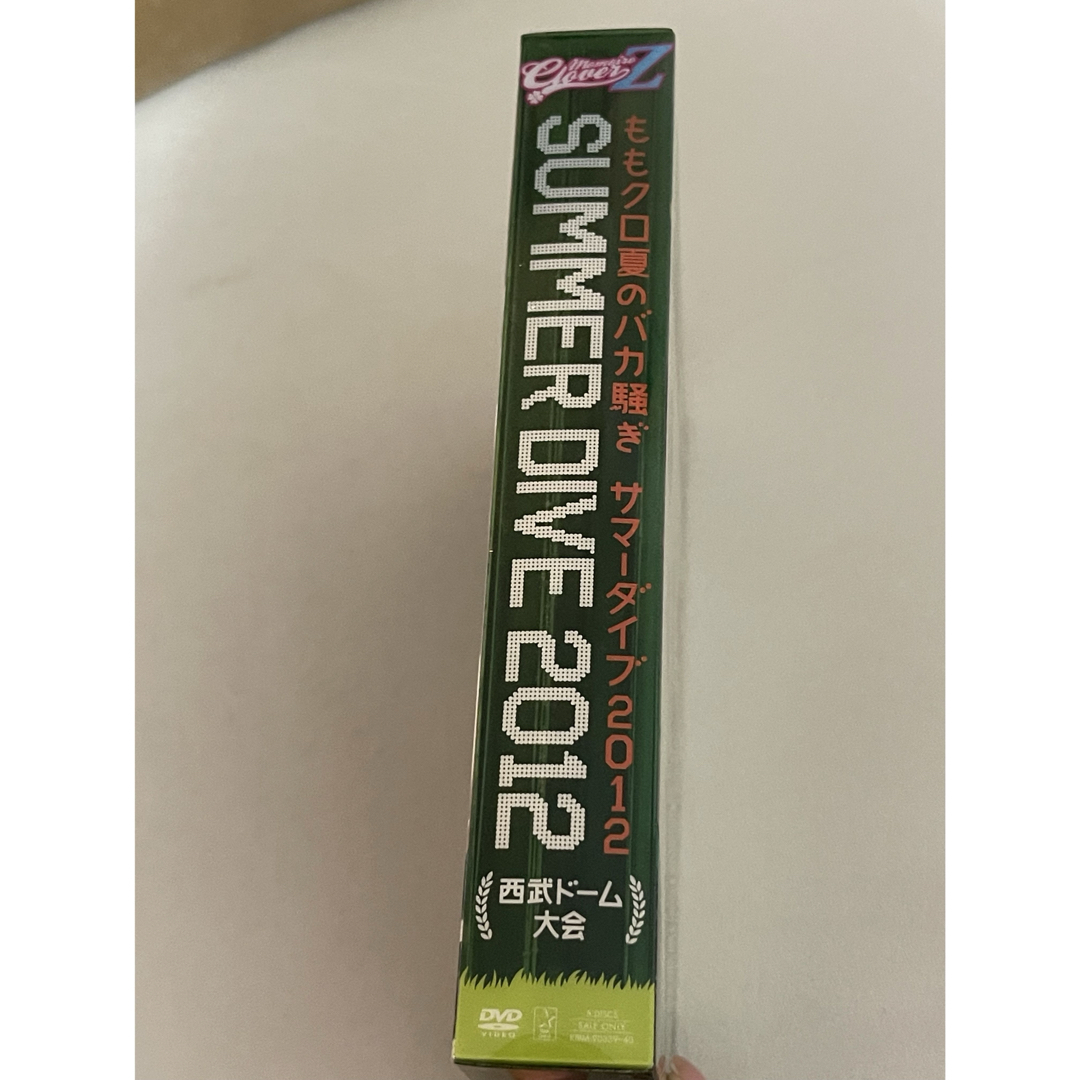 Momoiro
Clover Z
ももクロ夏のバカ騒ぎ サマーダイブ2012
SUMMER DIVE 2012
西武ドーム
大会
DVD
VIDEO
SALE ONLY